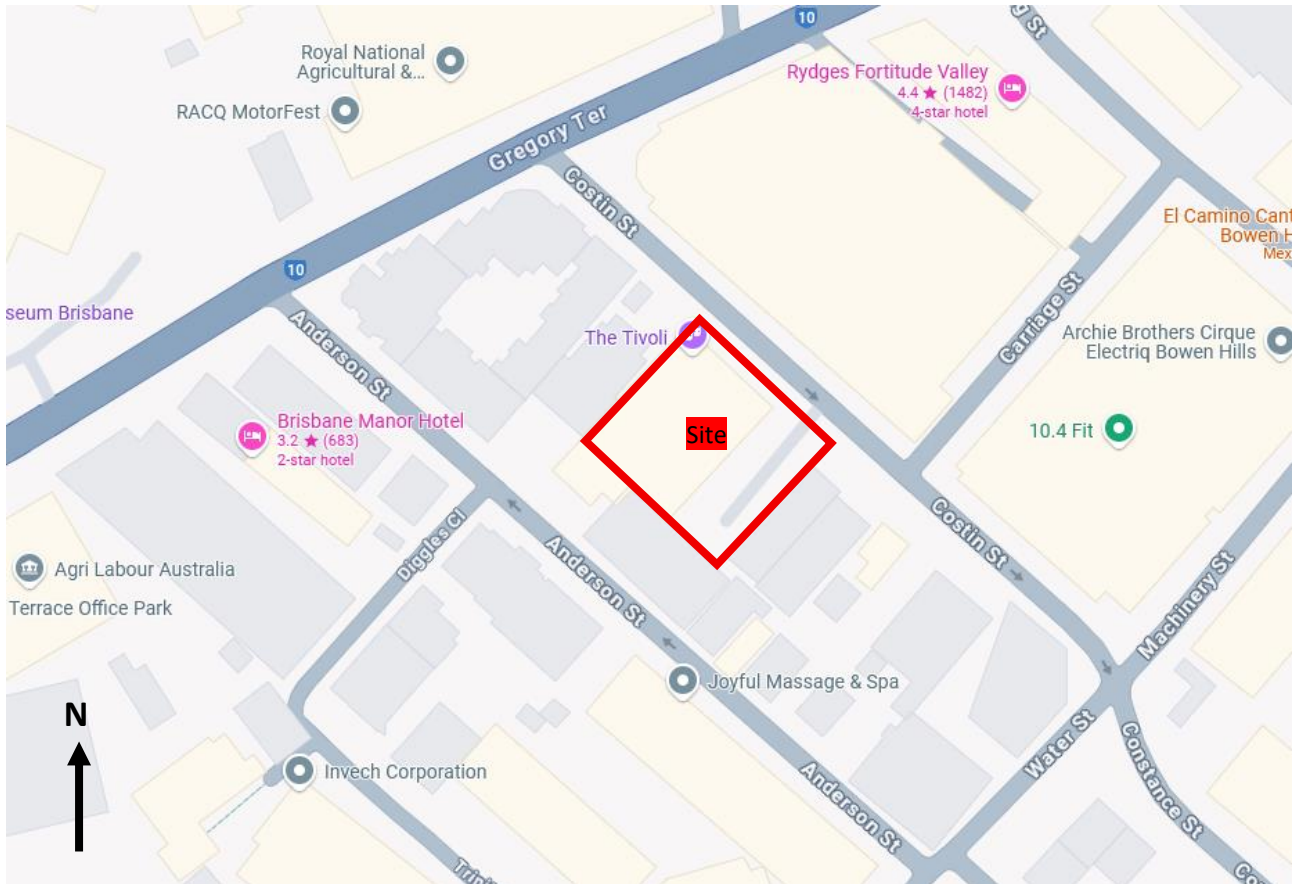 10
g St
Royal National
Agricultural &...
RACQ MotorFest
Rydges Fortitude Valley
4.4 ★ (1482)
4-star hotel
Gregory Ter
Costin St
El Camino Cant
Bowen H
Mex
10
seum Brisbane
Anderson St
The Tivoli
Carriage St
Archie Brothers Cirque
Electriq Bowen Hills
Brisbane Manor Hotel
3.2 ★ (683)
2-star hotel
Site
10.4 Fit
Costin St
Diggles Cl
Anderson St
Agri Labour Australia
Terrace Office Park
Machinery St
Joyful Massage & Spa
N
Water St
Constance St
Invech Corporation
Anderson St
Trini
Co